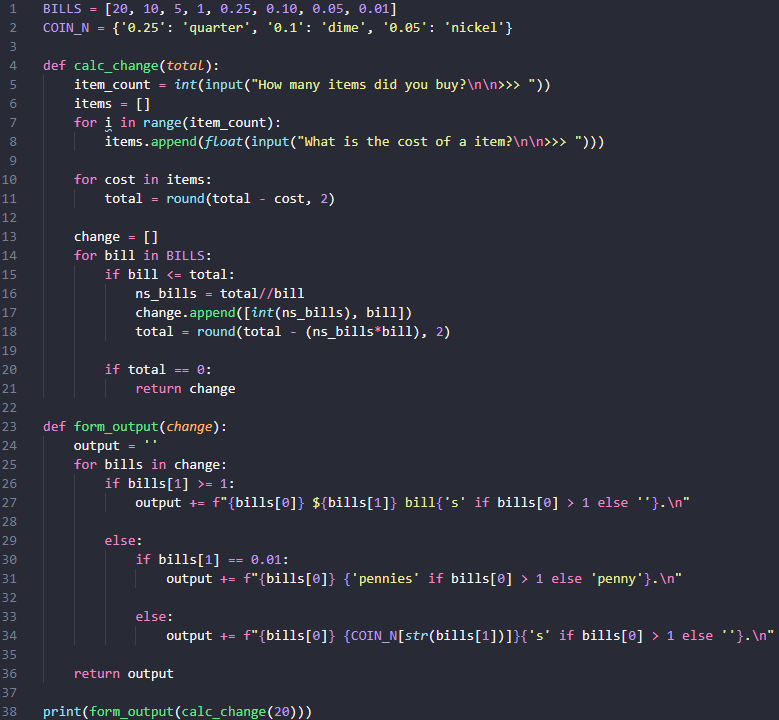 1 BILLS = [20, 10, 5, 1, 0.25, 0.10, 0.05, 0.01]
2 COIN_N = {'0.25': 'quarter', '0.1': 'dime', '0.05': 'nickel'}
3
4 def calc_change(total):
5     item_count = int(input("How many items did you buy?\n\n>>> "))
6     items = []
7     for i in range(item_count):
8         items.append(float(input("What is the cost of a item?\n\n>>> ")))
9
10     for cost in items:
11         total = round(total - cost, 2)
12
13     change = []
14     for bill in BILLS:
15         if bill <= total:
16             ns_bills = total//bill
17             change.append([int(ns_bills), bill])
18             total = round(total - (ns_bills*bill), 2)
19
20         if total == 0:
21             return change
22
23 def form_output(change):
24     output = ''
25     for bills in change:
26         if bills[1] >= 1:
27             output += f"{bills[0]} ${bills[1]} bill{'s' if bills[0] > 1 else ''}.\n"
28
29         else:
30             if bills[1] == 0.01:
31                 output += f"{bills[0]} {'pennies' if bills[0] > 1 else 'penny'}.\n"
32
33             else:
34                 output += f"{bills[0]} {COIN_N[str(bills[1])]}{'s' if bills[0] > 1 else ''}.\n"
35
36     return output
37
38 print(form_output(calc_change(20)))